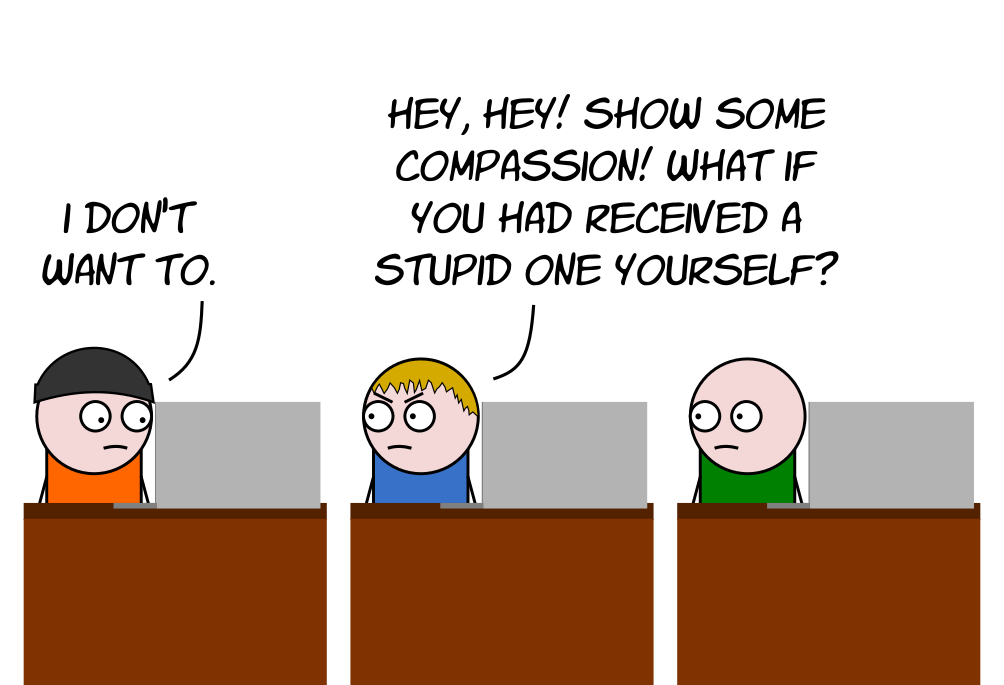 I DON'T
WANT TO.
HEY, HEY! SHOW SOME
COMPASSION! WHAT IF
YOU HAD RECEIVED A
STUPID ONE YOURSELF?